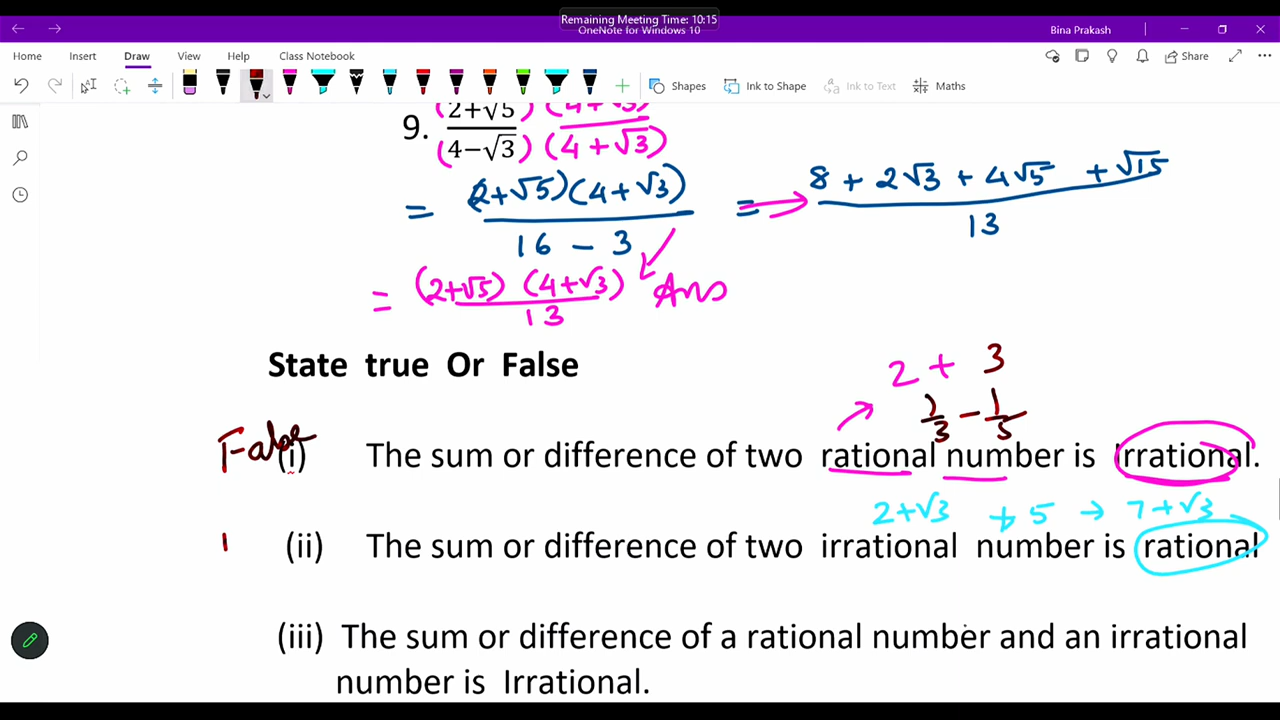 Remaining Meeting Time: 10:15
OneNote for Windows 10
Bina Prakash
Home Insert Draw View Help Class Notebook Share
Shapes Ink to Shape Ink to Text Maths
9. (2+√5) (4+√3)
(4−√3) (4+√3)
= (2+√5)(4+√3) = 8 + 2√3 + 4√5 + √15
16 − 3 13
= (2+√5) (4+√3) Ans
13
State true Or False
2 + 3
1/3 − 1/5
False (i) The sum or difference of two rational number is Irrational.
2+√3 + 5 → 7+√3
(ii) The sum or difference of two irrational number is rational
(iii) The sum or difference of a rational number and an irrational
number is Irrational.